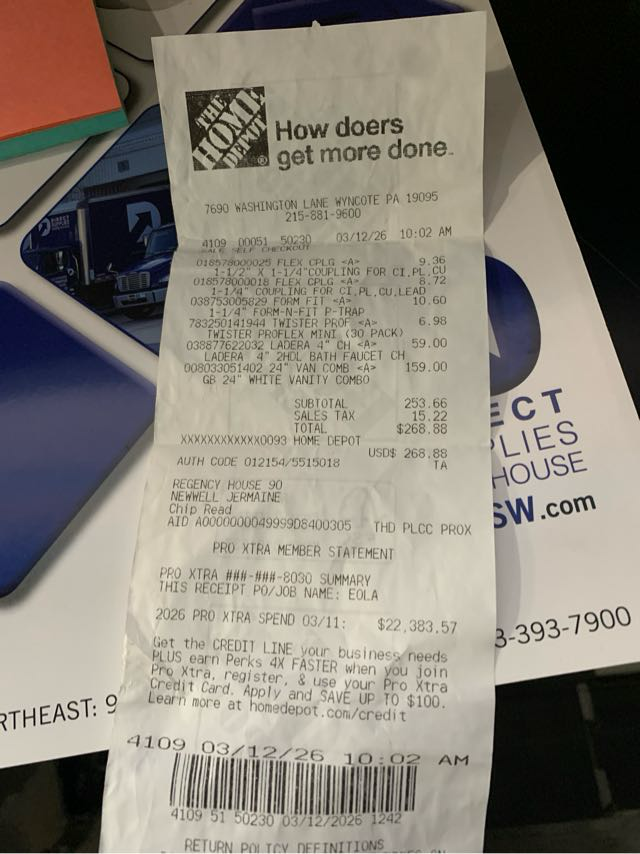 THE
HOME
DEPOT
®
How doers
get more done.
7690 WASHINGTON LANE WYNCOTE PA 19095
215-881-9600
4109 00051 50230 03/12/26 10:02 AM
SALE SELF CHECKOUT
018578000025 FLEX CPLG <A> 9.36
1-1/2" X 1-1/4"COUPLING FOR CI,PL,CU
018578000018 FLEX CPLG <A> 8.72
1-1/4" COUPLING FOR CI,PL,CU,LEAD
038753005829 FORM FIT <A> 10.60
1-1/4" FORM-N-FIT P-TRAP
783250141944 TWISTER PROF <A> 6.98
TWISTER PROFLEX MINI (30 PACK)
038877622032 LADERA 4" CH <A> 59.00
LADERA 4" 2HDL BATH FAUCET CH
008033051402 24" VAN COMB <A> 159.00
GB 24" WHITE VANITY COMBO
SUBTOTAL 253.66
SALES TAX 15.22
TOTAL $268.88
XXXXXXXXXXXX0093 HOME DEPOT
USD$ 268.88
AUTH CODE 012154/5515018 TA
REGENCY HOUSE 90
NEWWELL JERMAINE
Chip Read
AID A0000000049999D8400305 THD PLCC PROX
PRO XTRA MEMBER STATEMENT
PRO XTRA ###-###-8030 SUMMARY
THIS RECEIPT PO/JOB NAME: EOLA
2026 PRO XTRA SPEND 03/11: $22,383.57
Get the CREDIT LINE your business needs
PLUS earn Perks 4X FASTER when you join
Pro Xtra, register, & use your Pro Xtra
Credit Card. Apply and SAVE UP TO $100.
Learn more at homedepot.com/credit
4109 03/12/26 10:02 AM
4109 51 50230 03/12/2026 1242
RETURN POLICY DEFINITIONS
DIRECT
SUPPLIES
ECT
PLIES
HOUSE
SW.com
3-393-7900
RTHEAST: 9